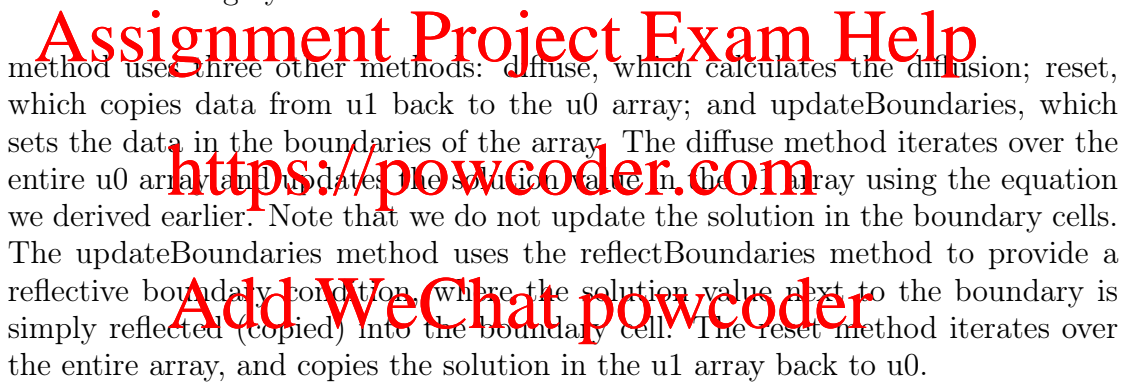 Assignment Project Exam Help
method uses three other methods: diffuse, which calculates the diffusion; reset,
which copies data from u1 back to the u0 array; and updateBoundaries, which
sets the data in the boundaries of the array. The diffuse method iterates over the
https://powcoder.com
entire u0 array and updates the solution value in the u1 array using the equation
we derived earlier. Note that we do not update the solution in the boundary cells.
The updateBoundaries method uses the reflectBoundaries method to provide a
reflective boundary condition, where the solution value next to the boundary is
Add WeChat powcoder
simply reflected (copied) into the boundary cell. The reset method iterates over
the entire array, and copies the solution in the u1 array back to u0.